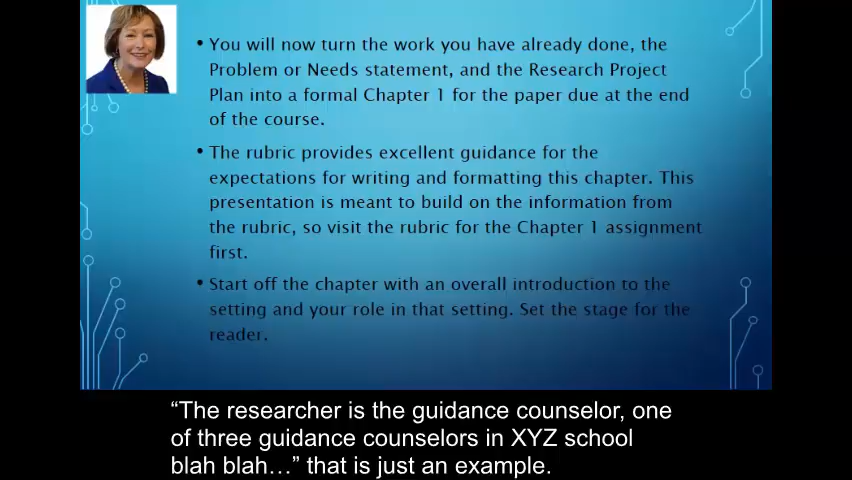 • You will now turn the work you have already done, the
Problem or Needs statement, and the Research Project
Plan into a formal Chapter 1 for the paper due at the end
of the course.
• The rubric provides excellent guidance for the
expectations for writing and formatting this chapter. This
presentation is meant to build on the information from
the rubric, so visit the rubric for the Chapter 1 assignment
first.
• Start off the chapter with an overall introduction to the
setting and your role in that setting. Set the stage for the
reader.
“The researcher is the guidance counselor, one
of three guidance counselors in XYZ school
blah blah…” that is just an example.